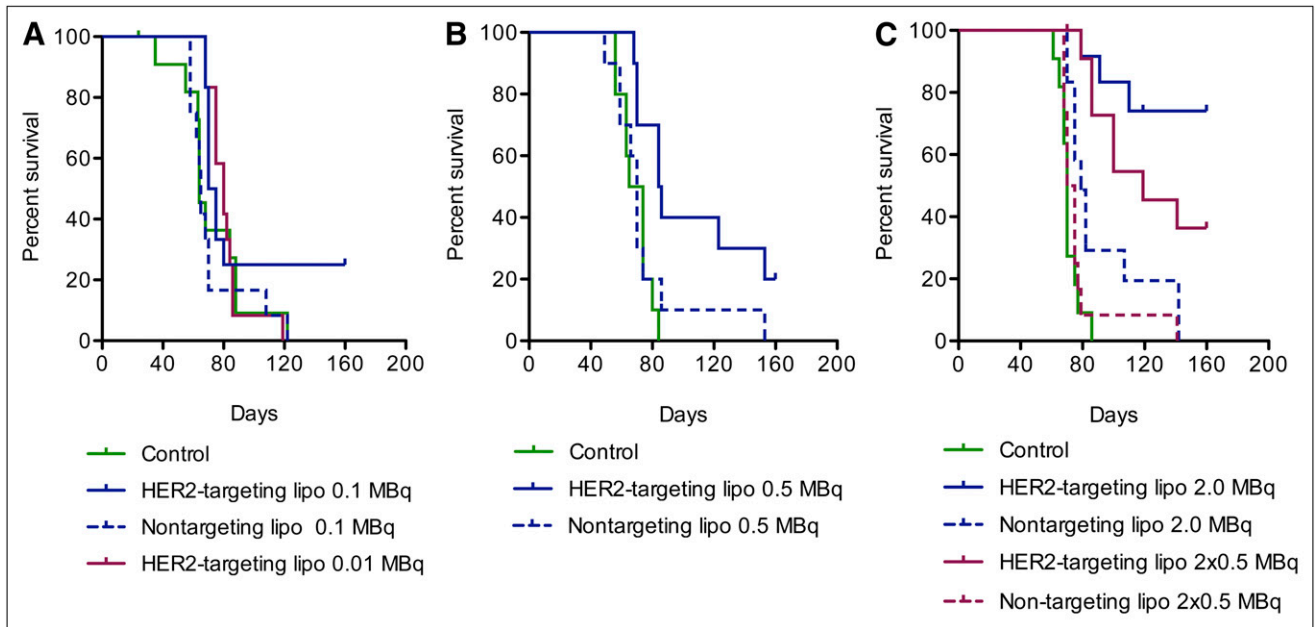 A
Percent survival
100
80
60
40
20
0
0 40 80 120 160 200
Days
Control
HER2-targeting lipo 0.1 MBq
Nontargeting lipo 0.1 MBq
HER2-targeting lipo 0.01 MBq
B
Percent survival
100
80
60
40
20
0
0 40 80 120 160 200
Days
Control
HER2-targeting lipo 0.5 MBq
Nontargeting lipo 0.5 MBq
C
Percent survival
100
80
60
40
20
0
0 40 80 120 160 200
Days
Control
HER2-targeting lipo 2.0 MBq
Nontargeting lipo 2.0 MBq
HER2-targeting lipo 2x0.5 MBq
Non-targeting lipo 2x0.5 MBq